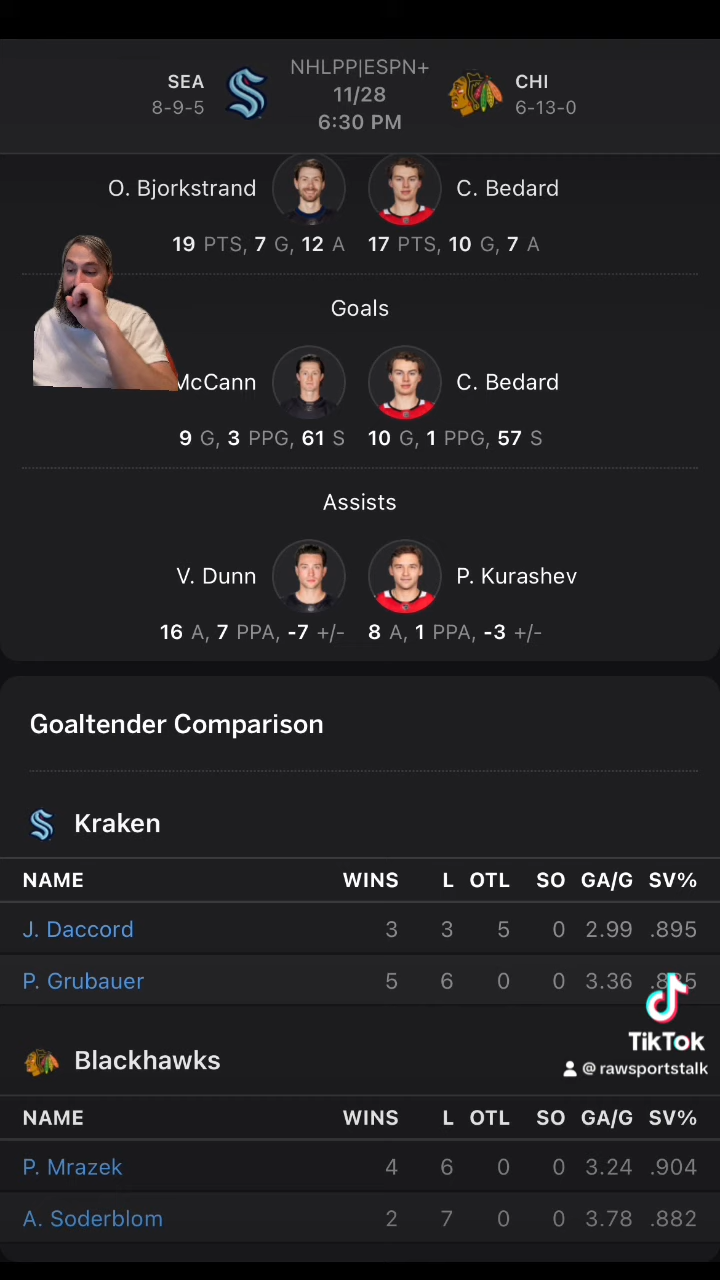 NHLPP|ESPN+
SEA CHI
8-9-5 11/28 6-13-0
6:30 PM
O. Bjorkstrand C. Bedard
19 PTS, 7 G, 12 A 17 PTS, 10 G, 7 A
Goals
McCann C. Bedard
9 G, 3 PPG, 61 S 10 G, 1 PPG, 57 S
Assists
V. Dunn P. Kurashev
16 A, 7 PPA, -7 +/- 8 A, 1 PPA, -3 +/-
Goaltender Comparison
Kraken
NAME WINS L OTL SO GA/G SV%
J. Daccord 3 3 5 0 2.99 .895
P. Grubauer 5 6 0 0 3.36
TikTok
Blackhawks
@rawsportstalk
NAME WINS L OTL SO GA/G SV%
P. Mrazek 4 6 0 0 3.24 .904
A. Soderblom 2 7 0 0 3.78 .882